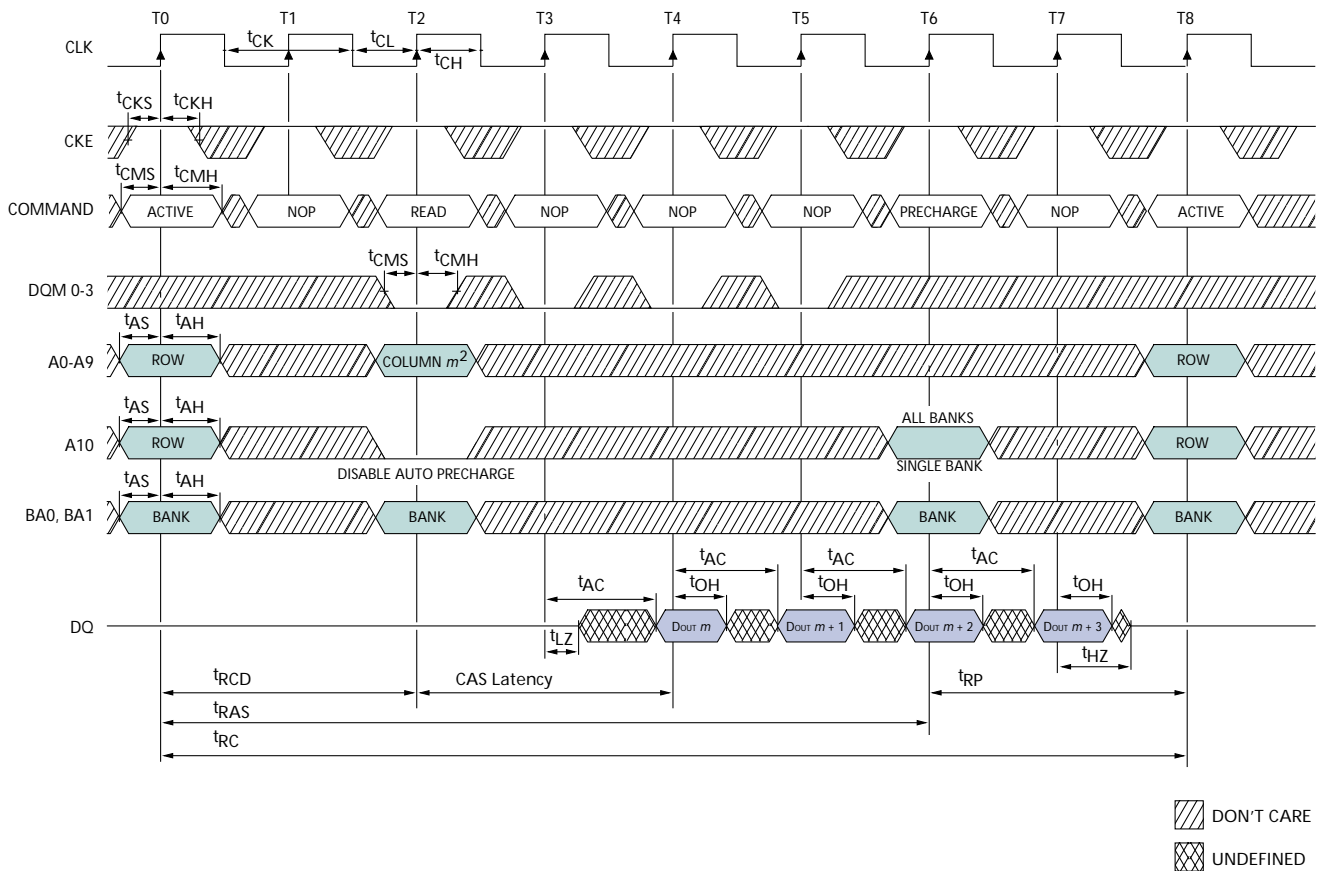 T0 T1 T2 T3 T4 T5 T6 T7 T8
CLK
tCK tCL
tCH
tCKS tCKH
CKE
tCMS tCMH
COMMAND ACTIVE NOP READ NOP NOP NOP PRECHARGE NOP ACTIVE
tCMS tCMH
DQM 0-3
tAS tAH
A0-A9 ROW COLUMN m2 ROW
tAS tAH ALL BANKS
A10 ROW ROW
DISABLE AUTO PRECHARGE SINGLE BANK
tAS tAH
BA0, BA1 BANK BANK BANK BANK
tAC tAC tAC tAC
tOH tOH tOH tOH
DQ DOUT m DOUT m + 1 DOUT m + 2 DOUT m + 3
tLZ tHZ
tRCD CAS Latency tRP
tRAS
tRC
DON'T CARE
UNDEFINED